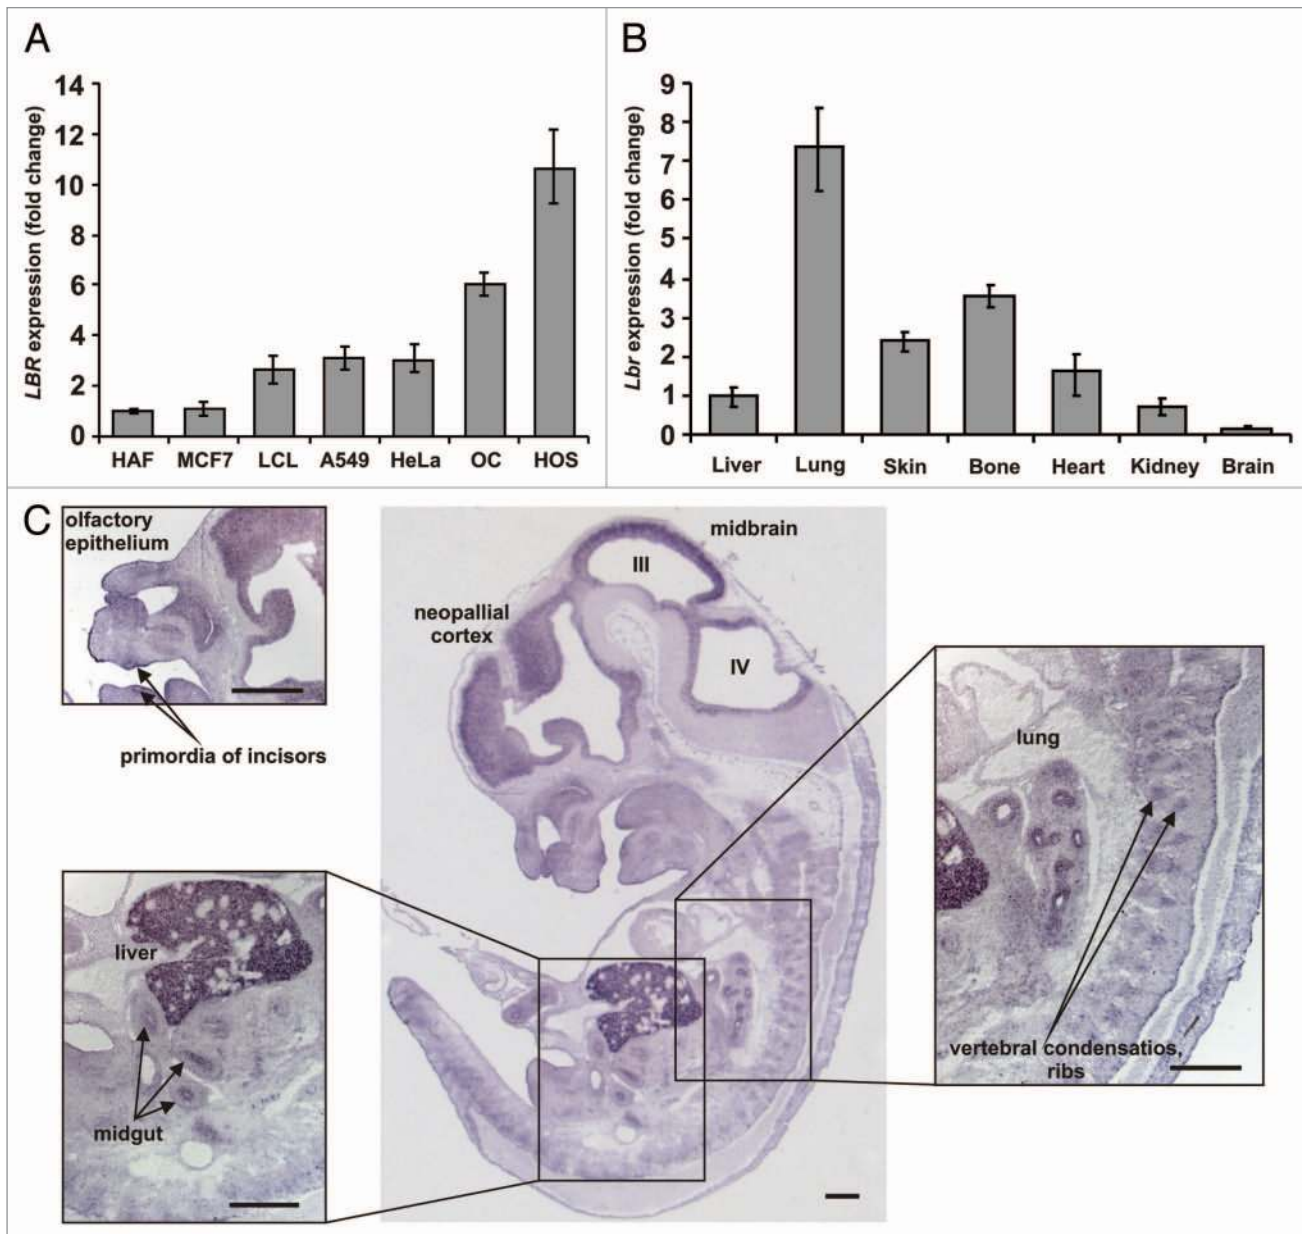 A
LBR expression (fold change)
14
12
10
8
6
4
2
0
HAF MCF7 LCL A549 HeLa OC HOS
B
Lbr expression (fold change)
9
8
7
6
5
4
3
2
1
0
Liver Lung Skin Bone Heart Kidney Brain
C
olfactory
epithelium
primordia of incisors
midbrain
III
neopallial
cortex
IV
lung
vertebral condensatios,
ribs
liver
midgut